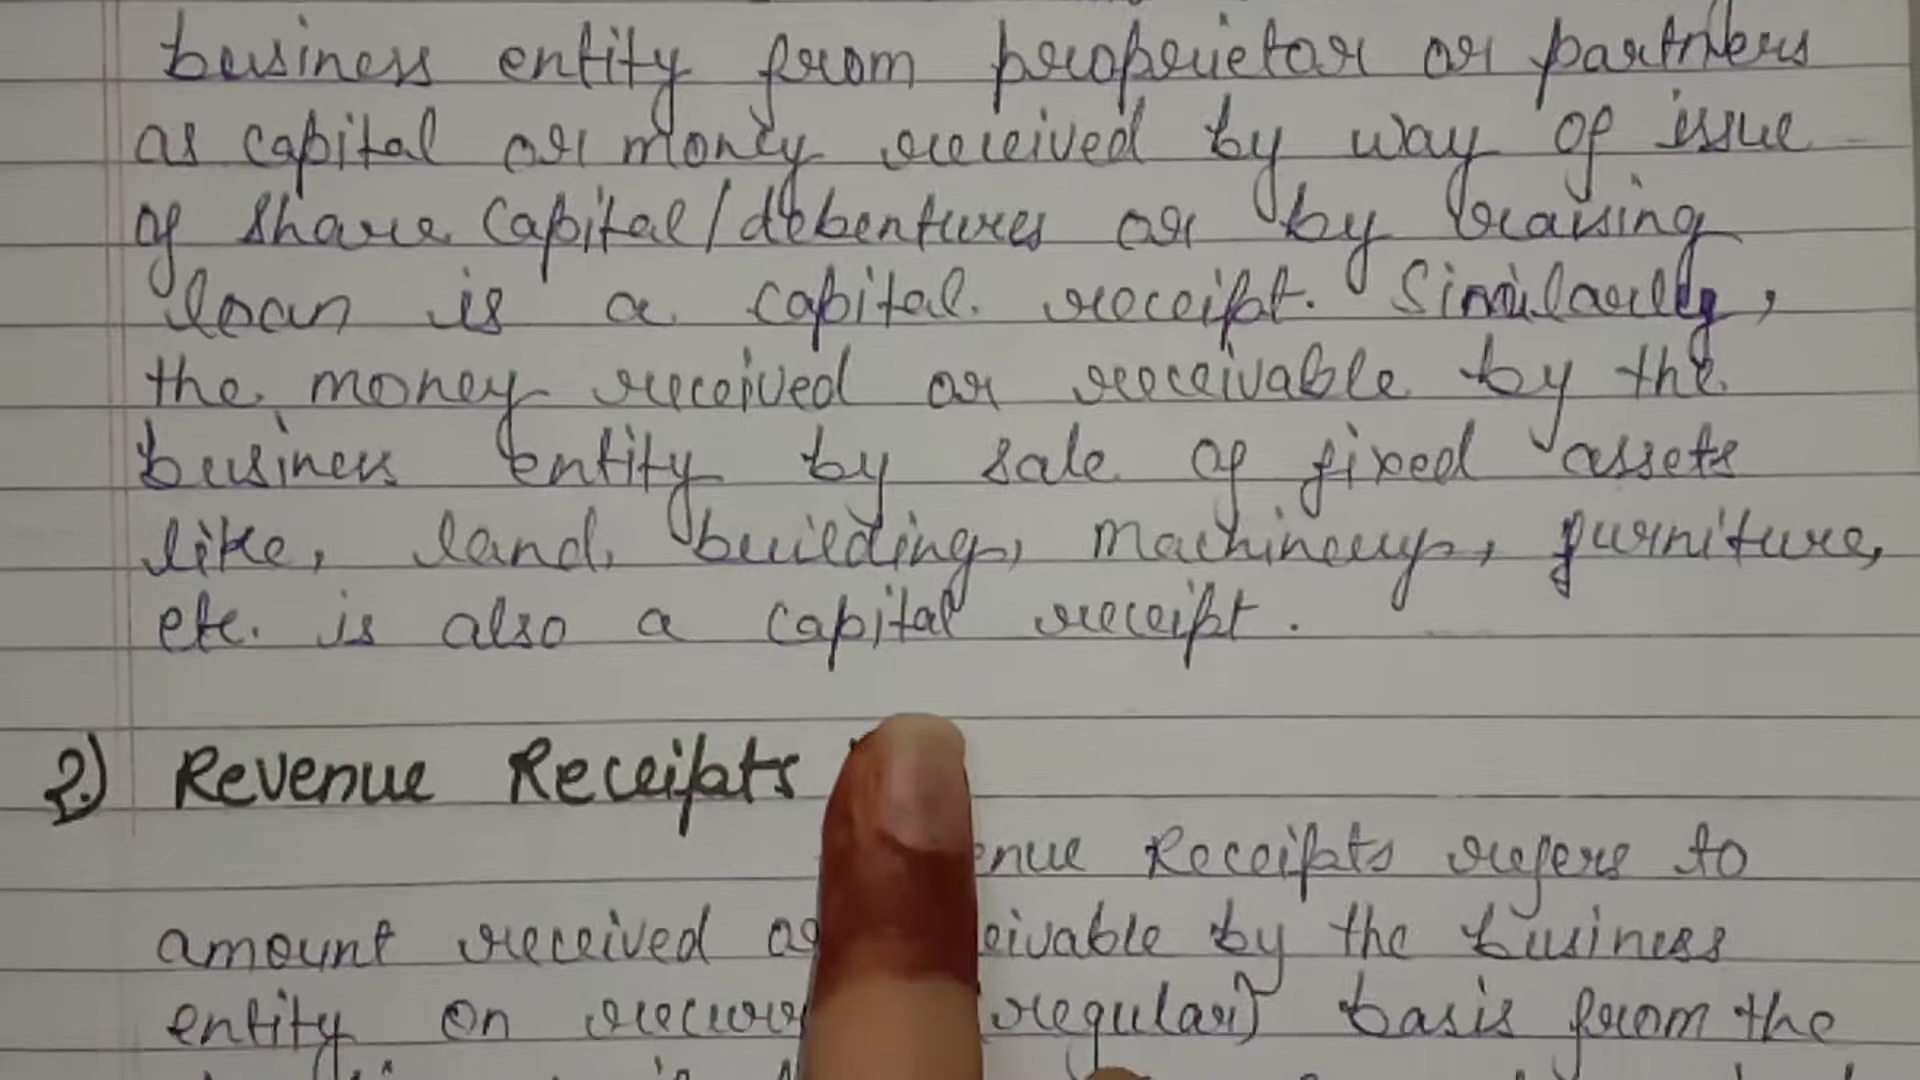 business entity from proprietor or partners
as capital or money received by way of issue
of share capital/debentures or by raising
loan is a capital receipt. Similarly,
the money received or receivable by the
business entity by sale of fixed assets
like, land, building, machinery, furniture,
etc. is also a capital receipt.
2.) Revenue Receipts
Receipts refers to
amount received by the business
entity on (regular) basis from the